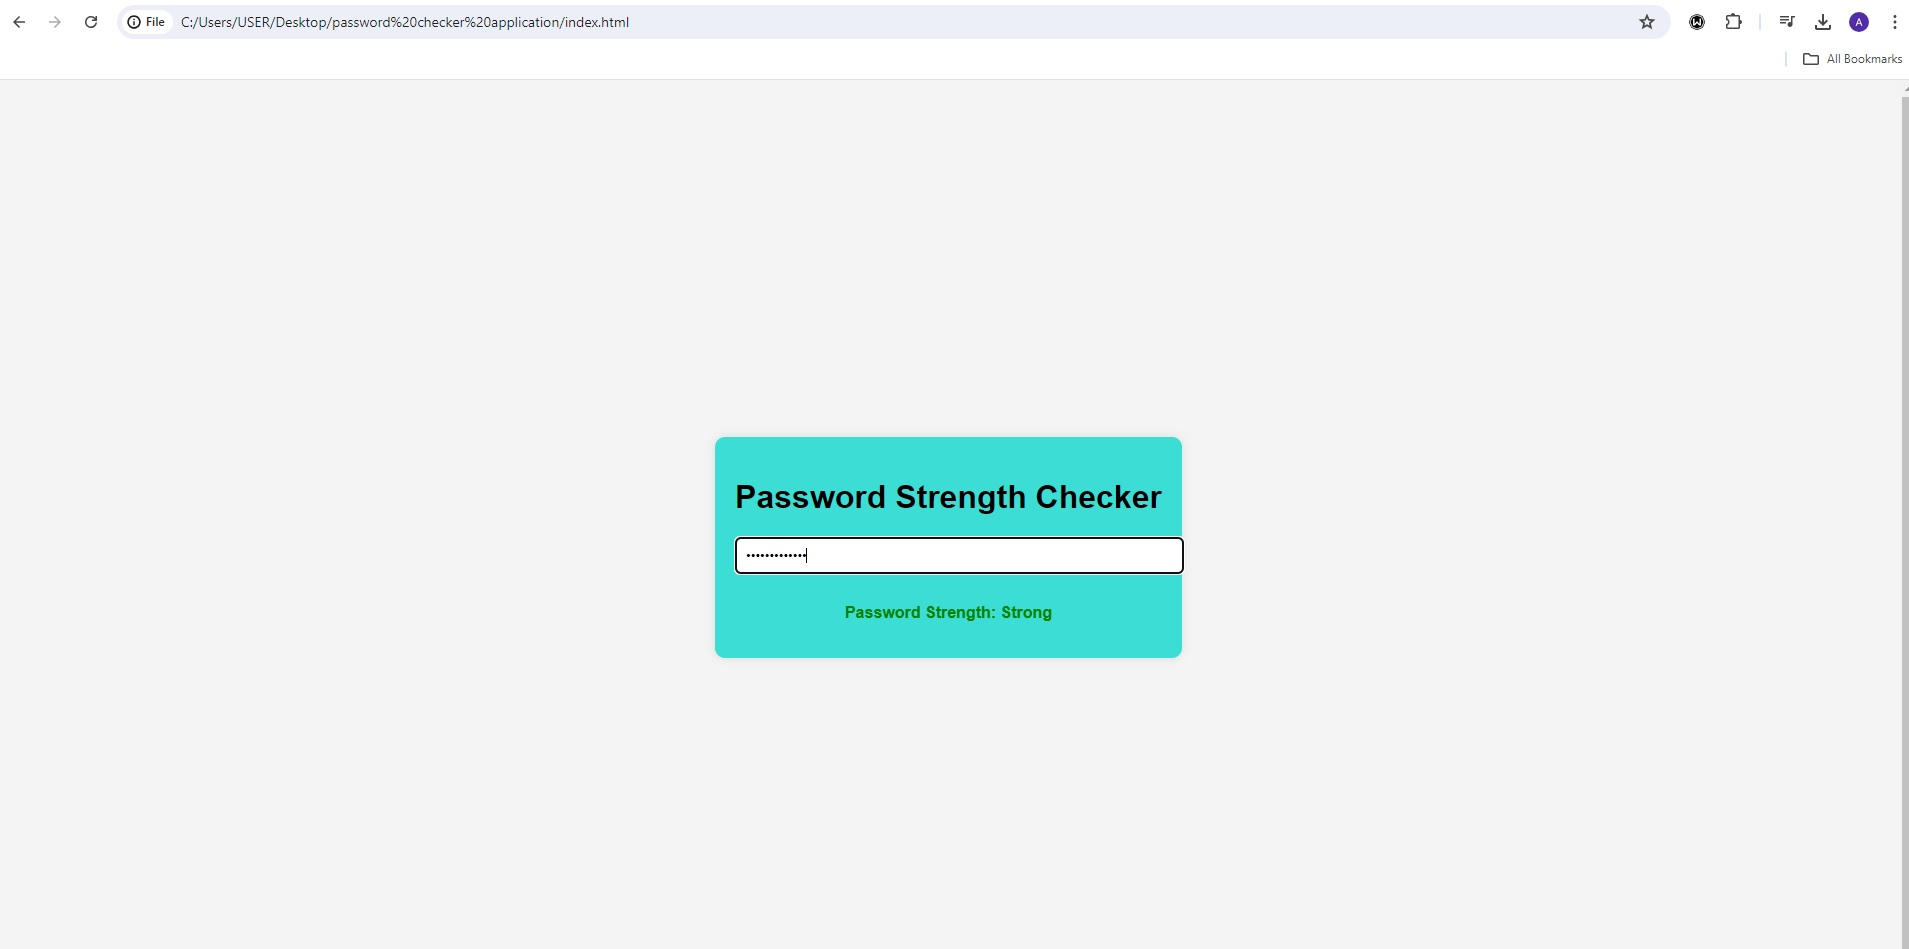 File C:/Users/USER/Desktop/password%20checker%20application/index.html
A
All Bookmarks
Password Strength Checker
•••••••••••••
Password Strength: Strong